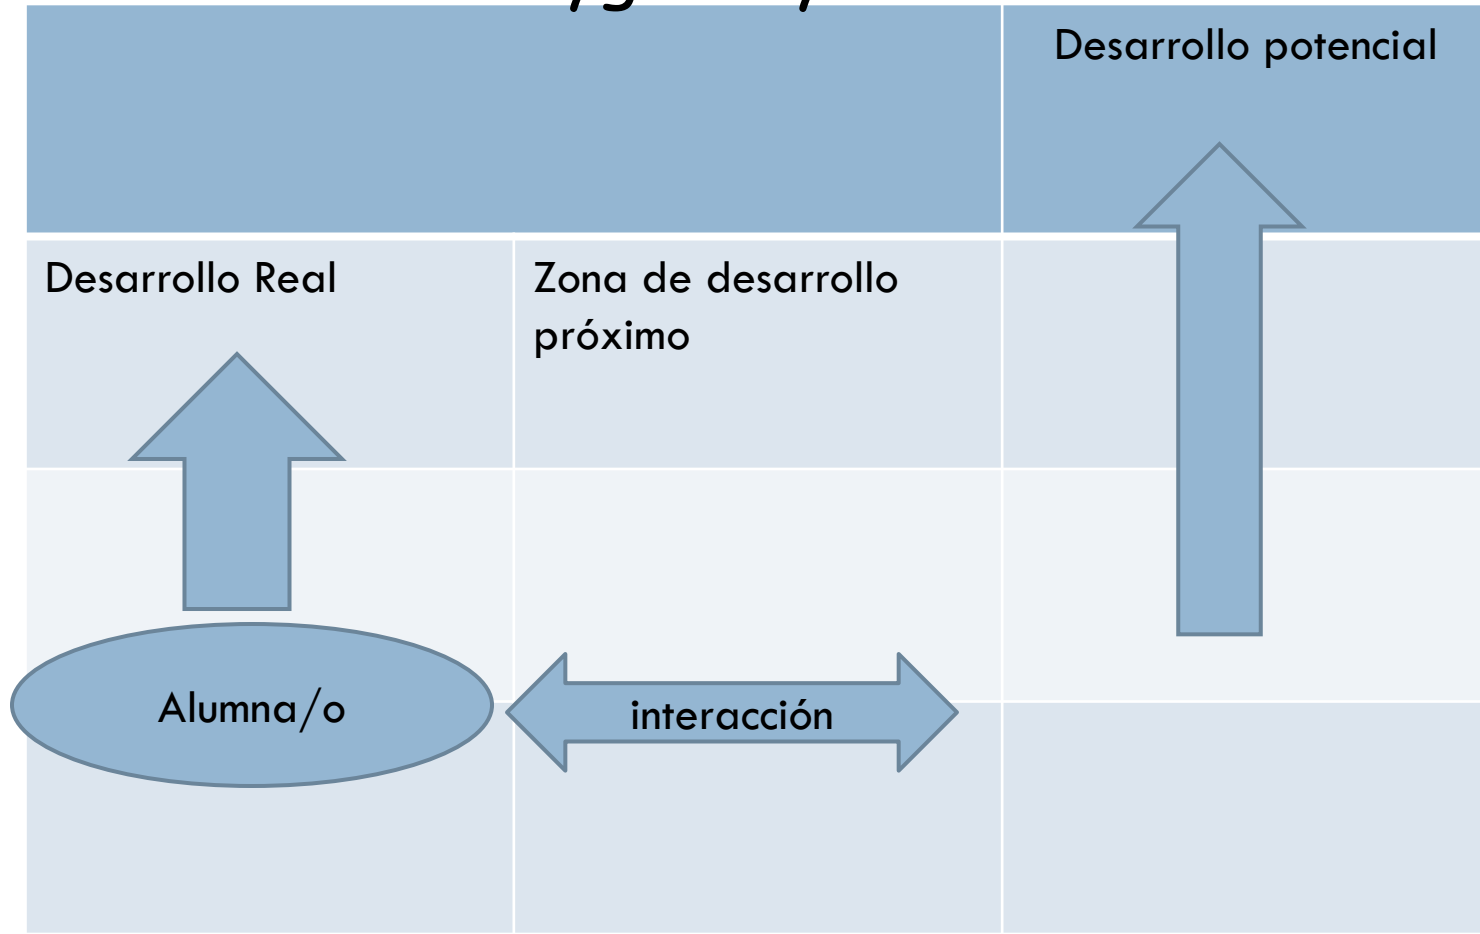 Desarrollo potencial
Desarrollo Real
Zona de desarrollo
próximo
Alumna/o
interacción